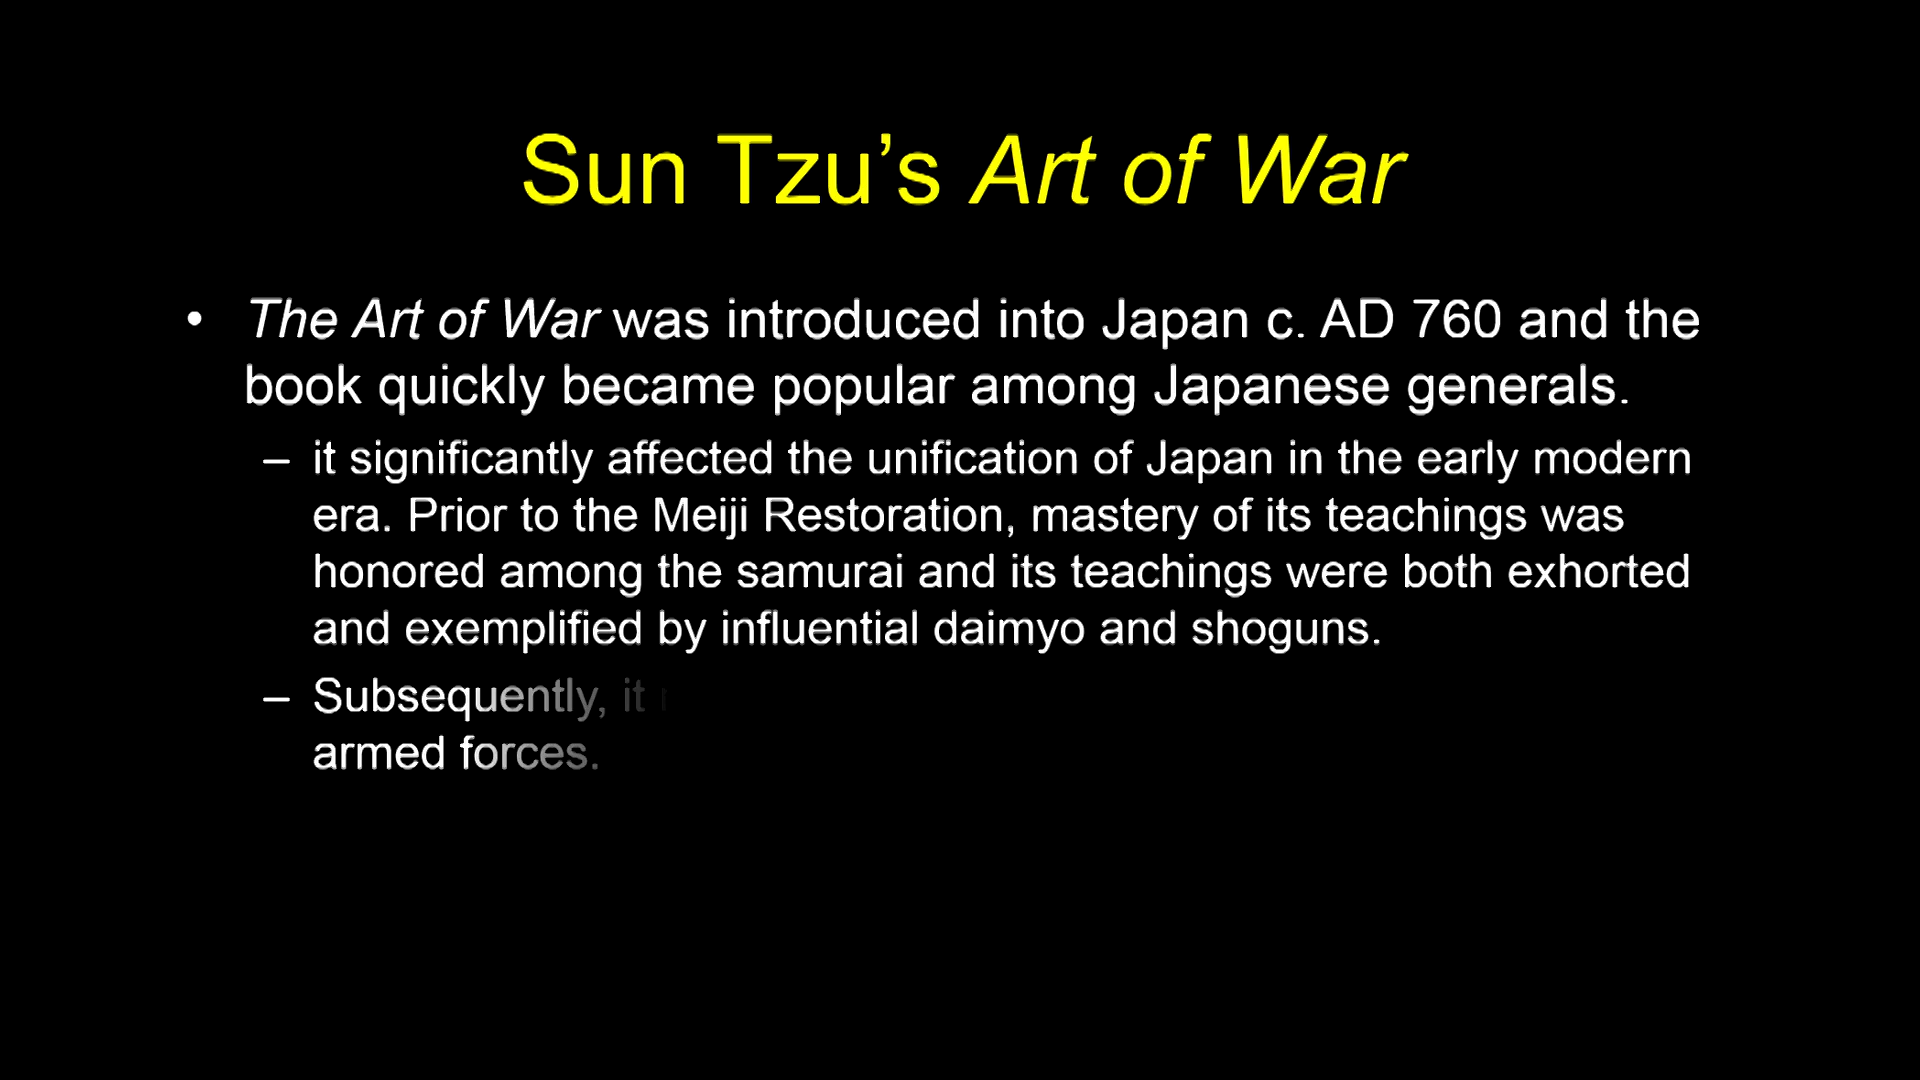 Sun Tzu’s Art of War
• The Art of War was introduced into Japan c. AD 760 and the
book quickly became popular among Japanese generals.
– it significantly affected the unification of Japan in the early modern
era. Prior to the Meiji Restoration, mastery of its teachings was
honored among the samurai and its teachings were both exhorted
and exemplified by influential daimyo and shoguns.
– Subsequently, it
armed forces.